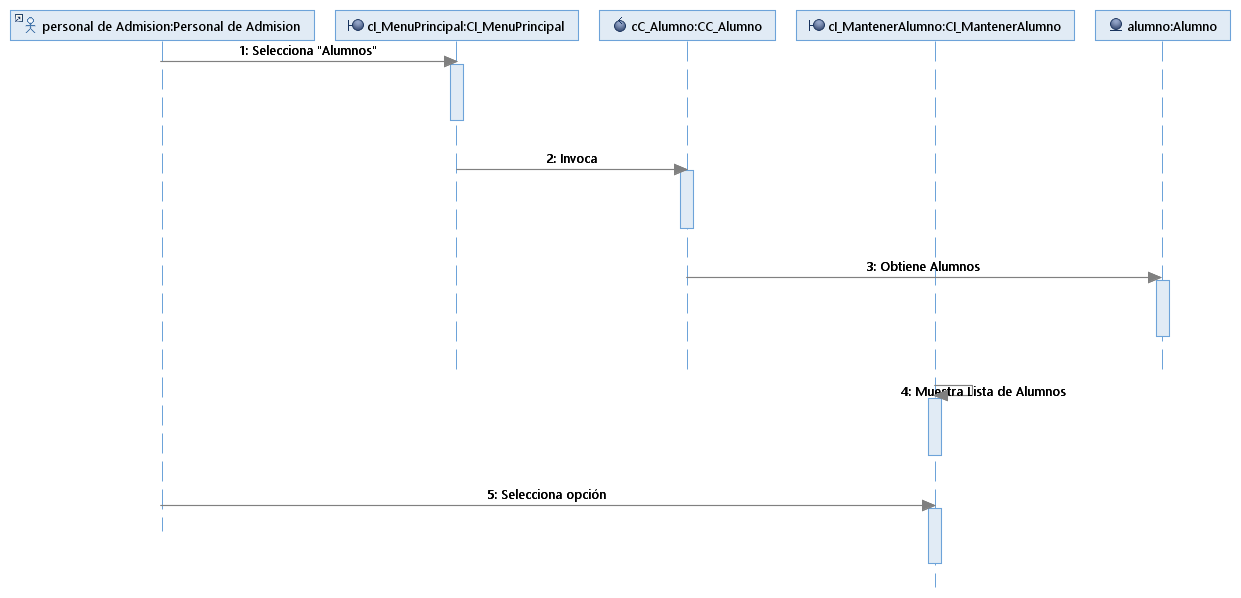 personal de Admision:Personal de Admision
cI_MenuPrincipal:CI_MenuPrincipal
cC_Alumno:CC_Alumno
cI_MantenerAlumno:CI_MantenerAlumno
alumno:Alumno
1: Selecciona "Alumnos"
2: Invoca
3: Obtiene Alumnos
4: Muestra Lista de Alumnos
5: Selecciona opción